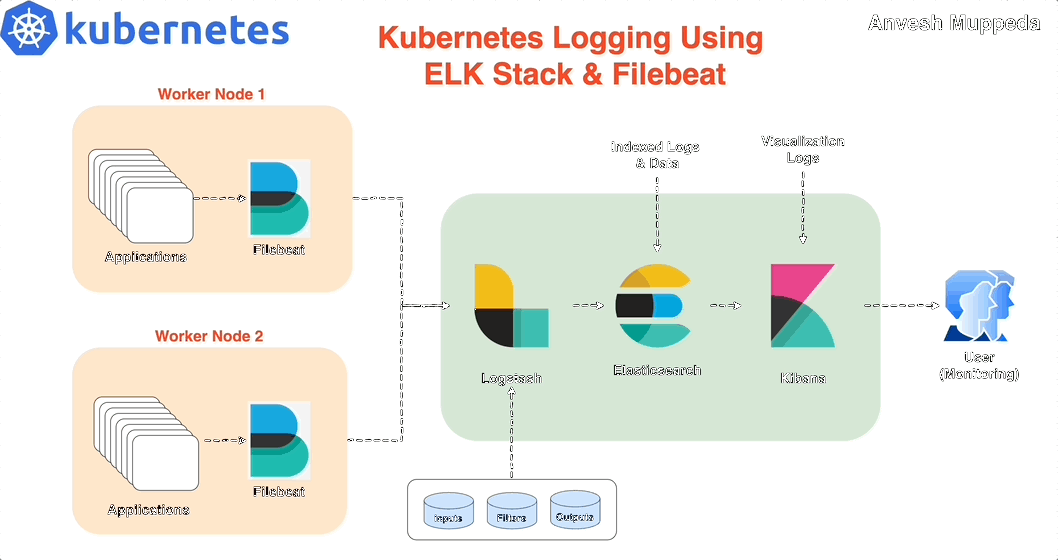 kubernetes
Kubernetes Logging Using
ELK Stack & Filebeat
Anvesh Muppeda
Worker Node 1
Applications
Filebeat
Worker Node 2
Applications
Filebeat
Indexed Logs
& Data
Visualization
Logs
Logstash
Elasticsearch
Kibana
User
(Monitoring)
Inputs
Filters
Outputs